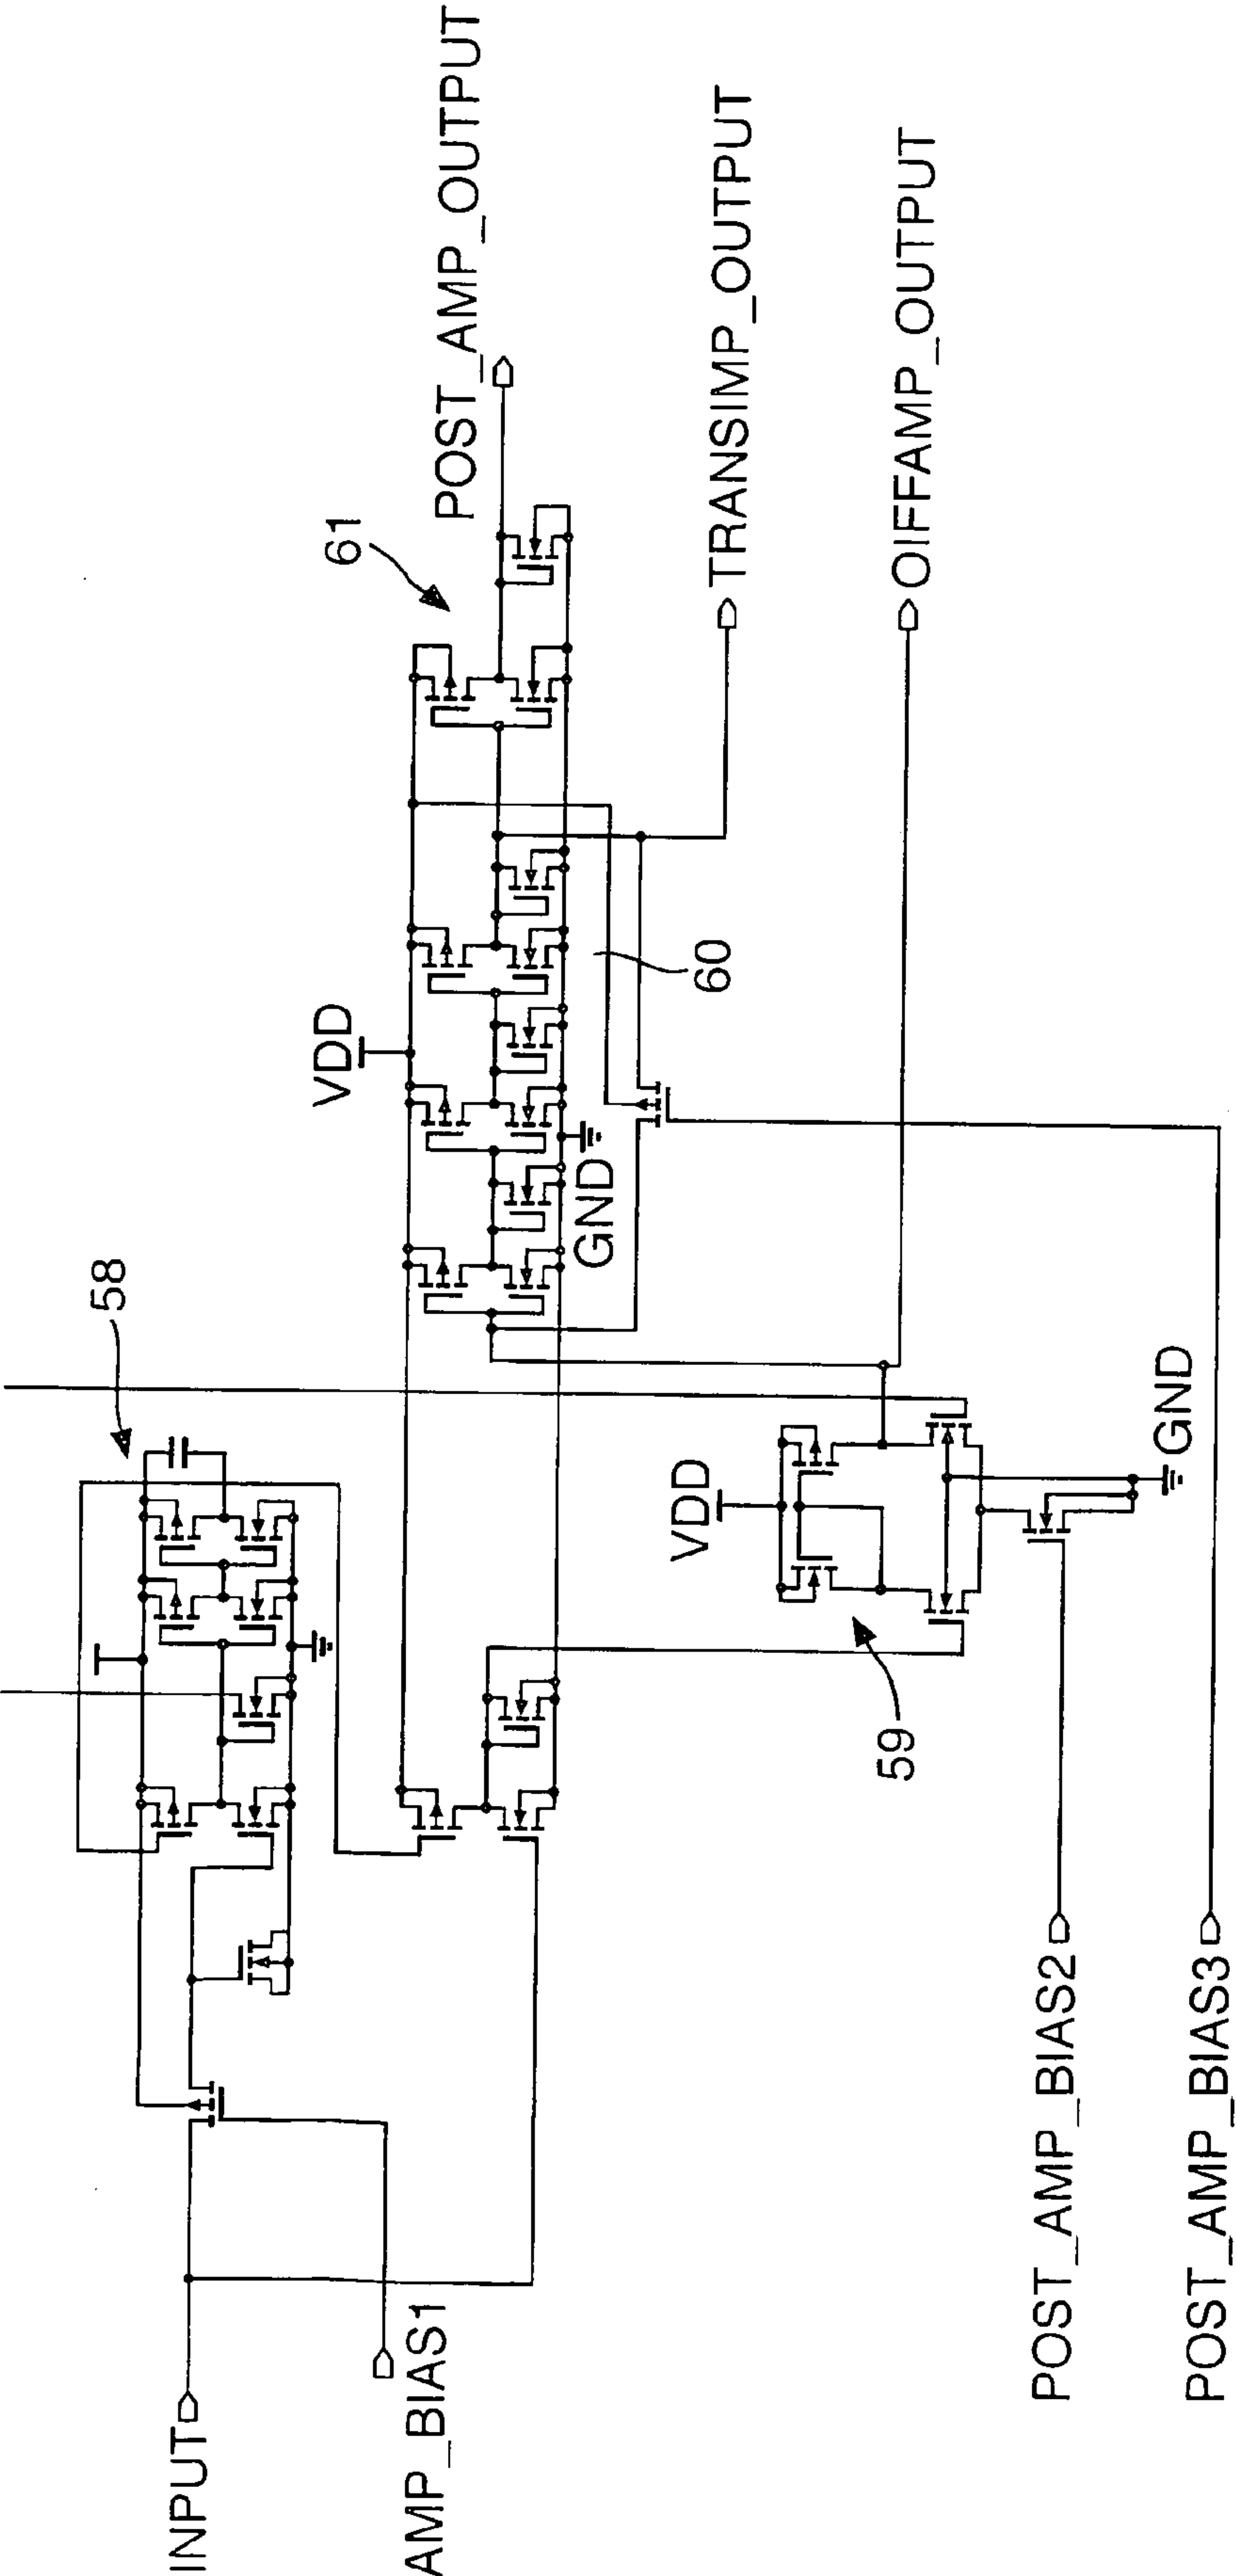 INPUT
AMP_BIAS1
58
VDD
GND
61
POST_AMP_OUTPUT
60
TRANSIMP_OUTPUT
OIFFAMP_OUTPUT
VDD
59
GND
POST_AMP_BIAS2
POST_AMP_BIAS3